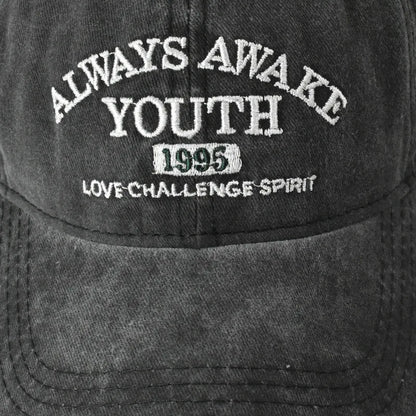 ALWAYS AWAKE
YOUTH
1995
LOVE·CHALLENGE·SPIRIT